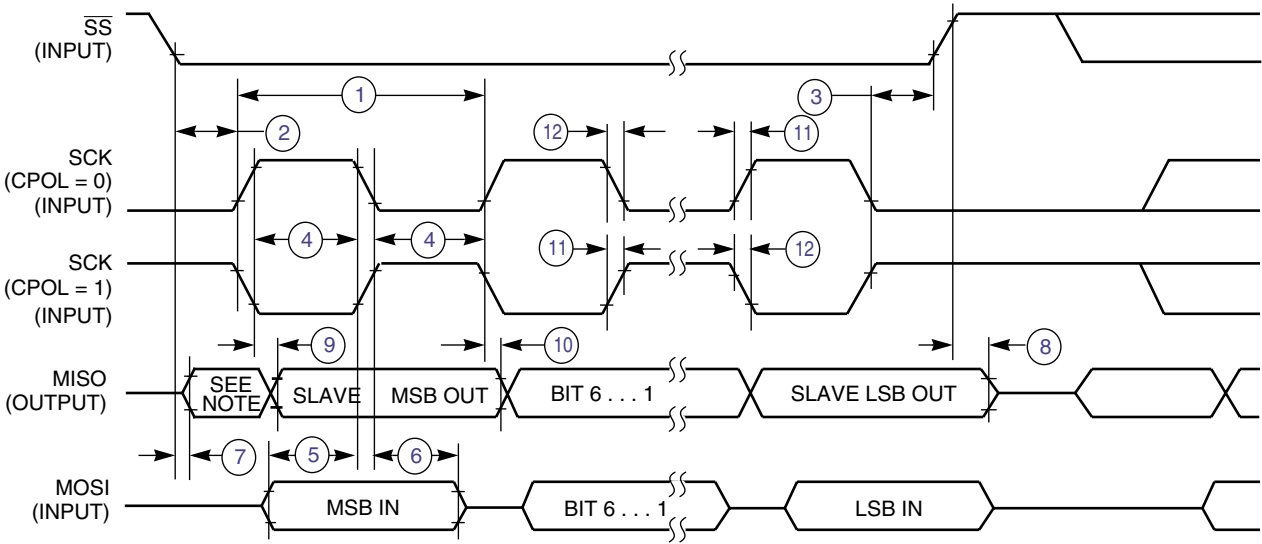 SS
(INPUT)
1
3
2
12
11
SCK
(CPOL = 0)
(INPUT)
4
4
11
12
SCK
(CPOL = 1)
(INPUT)
9
10
8
MISO
(OUTPUT)
SEE
NOTE
SLAVE
MSB OUT
BIT 6 . . . 1
SLAVE LSB OUT
7
5
6
MOSI
(INPUT)
MSB IN
BIT 6 . . . 1
LSB IN